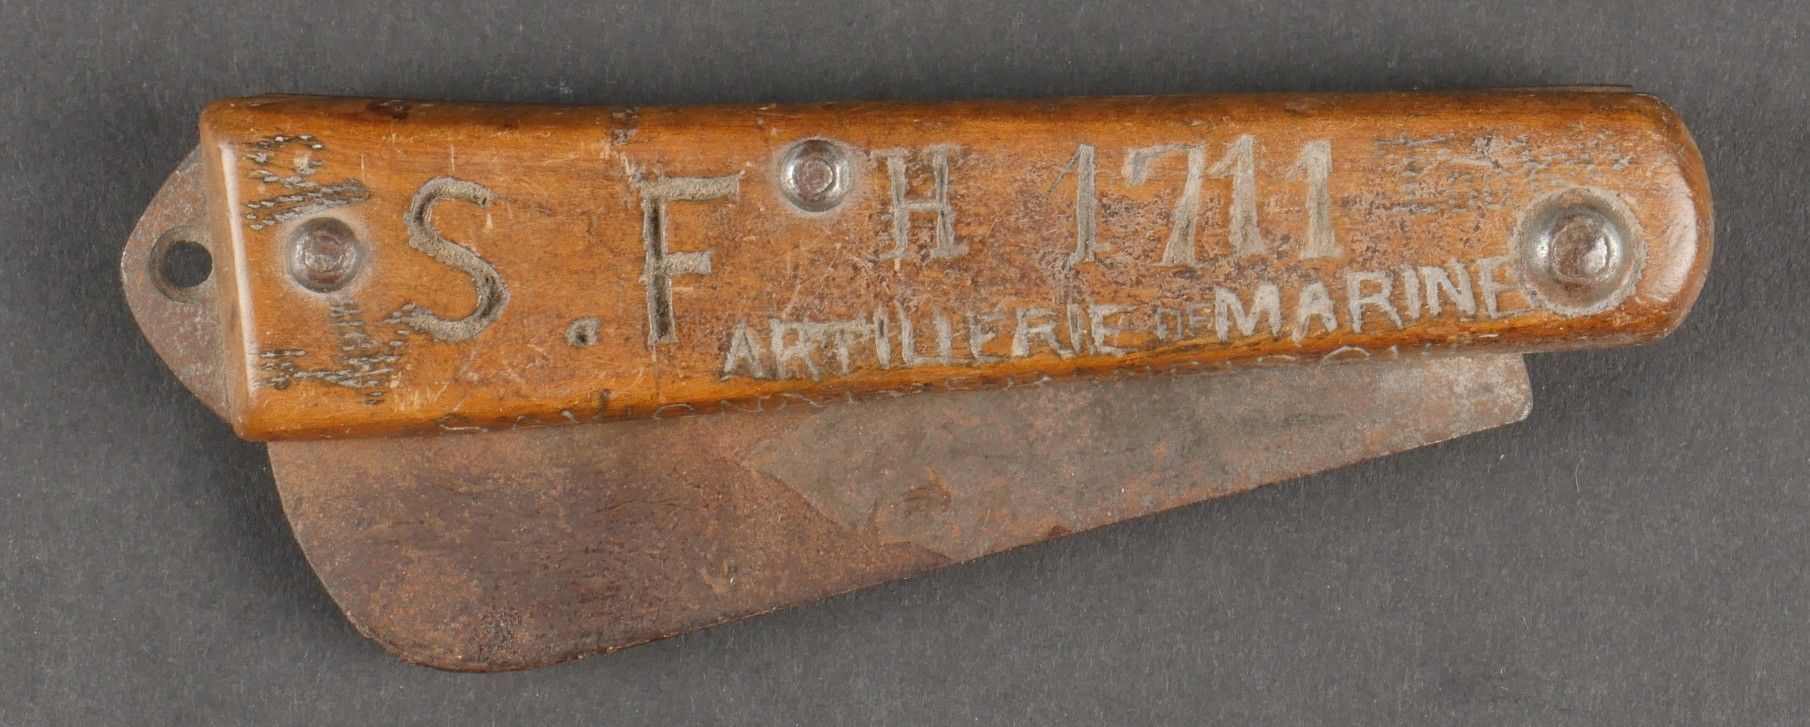 S.F H 1711
ARTILLERIE DE MARINE